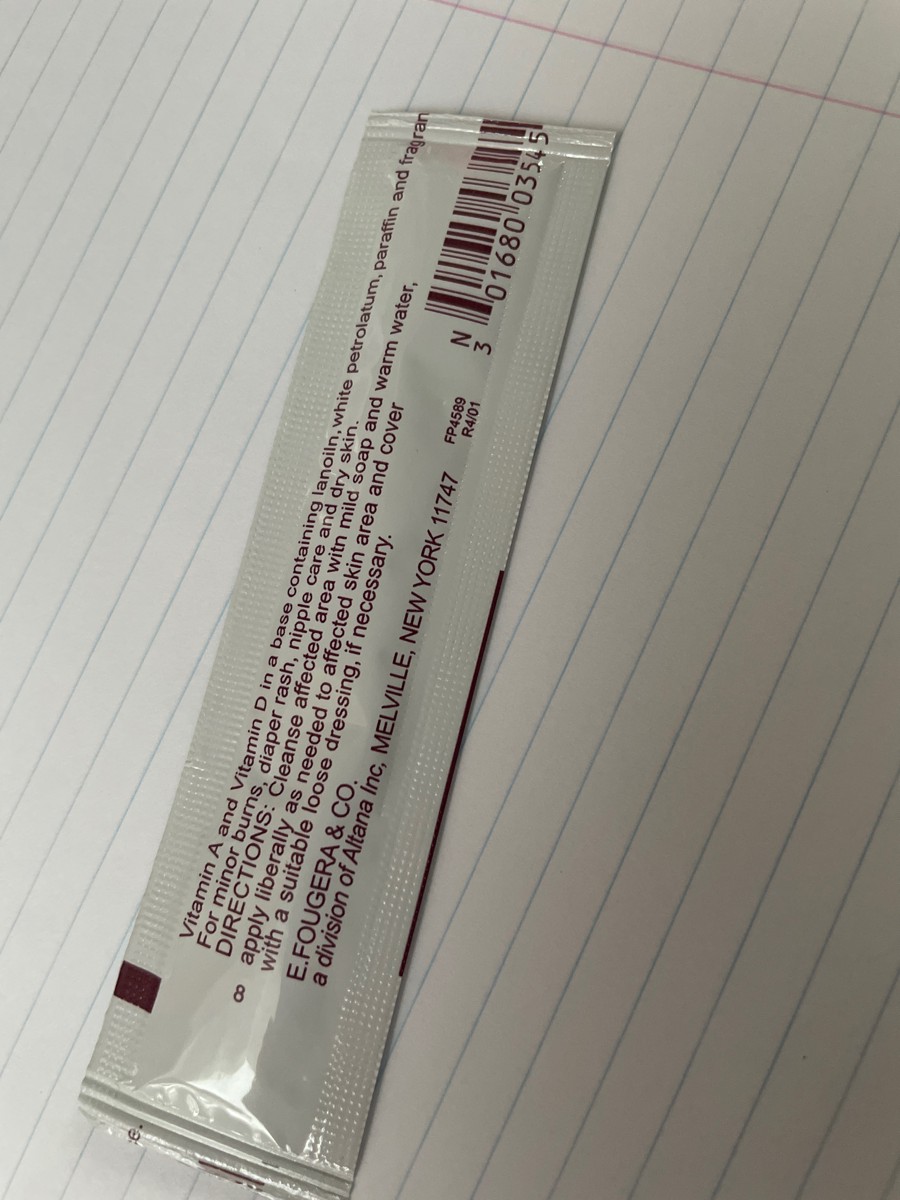 Vitamin A and Vitamin D in a base containing lanoiln, white petrolatum, paraffin and fragran
For minor burns, diaper rash, nipple care and dry skin.
DIRECTIONS: Cleanse affected area with mild soap and warm water,
apply liberally as needed to affected skin area and cover
with a suitable loose dressing, if necessary.
8
E.FOUGERA & CO.
a division of Altana Inc, MELVILLE, NEW YORK 11747
FP4589
R4/01
N
3 01680 03545
e.